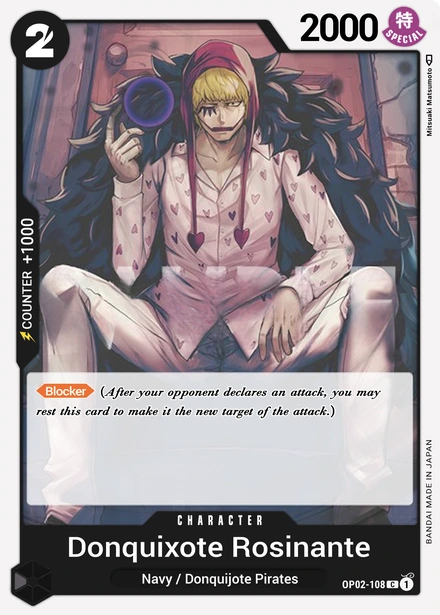 2
2000
特
SPECIAL
Mitsuaki Matsumoto
COUNTER +1000
Blocker (After your opponent declares an attack, you may
rest this card to make it the new target of the attack.)
CHARACTER
Donquixote Rosinante
Navy / Donquijote Pirates
OP02-108 C 1
BANDAI MADE IN JAPAN